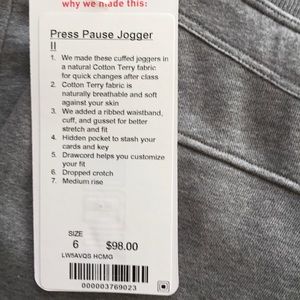 why we made this:
Press Pause Jogger
II
1. We made these cuffed joggers in
a natural Cotton Terry fabric
for quick changes after class
2. Cotton Terry fabric is
naturally breathable and soft
against your skin
3. We added a ribbed waistband,
cuff, and gusset for better
stretch and fit
4. Hidden pocket to stash your
cards and key
5. Drawcord helps you customize
your fit
6. Dropped crotch
7. Medium rise
SIZE
6 $98.00
LW5AVQS HCMG
000003769023